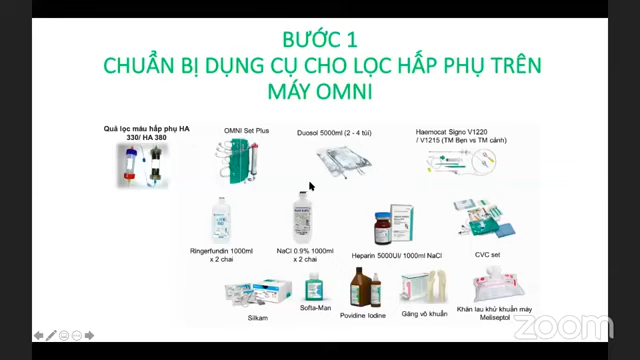 BƯỚC 1
CHUẨN BỊ DỤNG CỤ CHO LỌC HẤP PHỤ TRÊN
MÁY OMNI
Quả lọc máu hấp phụ HA
330/ HA 380
OMNI Set Plus
Duosol 5000ml (2 - 4 túi)
Haemocat Signo V1220
/ V1215 (TM Bẹn vs TM cảnh)
Ringerfundin 1000ml
x 2 chai
NaCl 0.9% 1000ml
x 2 chai
Heparin 5000UI/ 1000ml NaCl
CVC set
Silkam
Softa-Man
Povidine Iodine
Găng vô khuẩn
Khăn lau khử khuẩn máy
Meliseptol
zoom